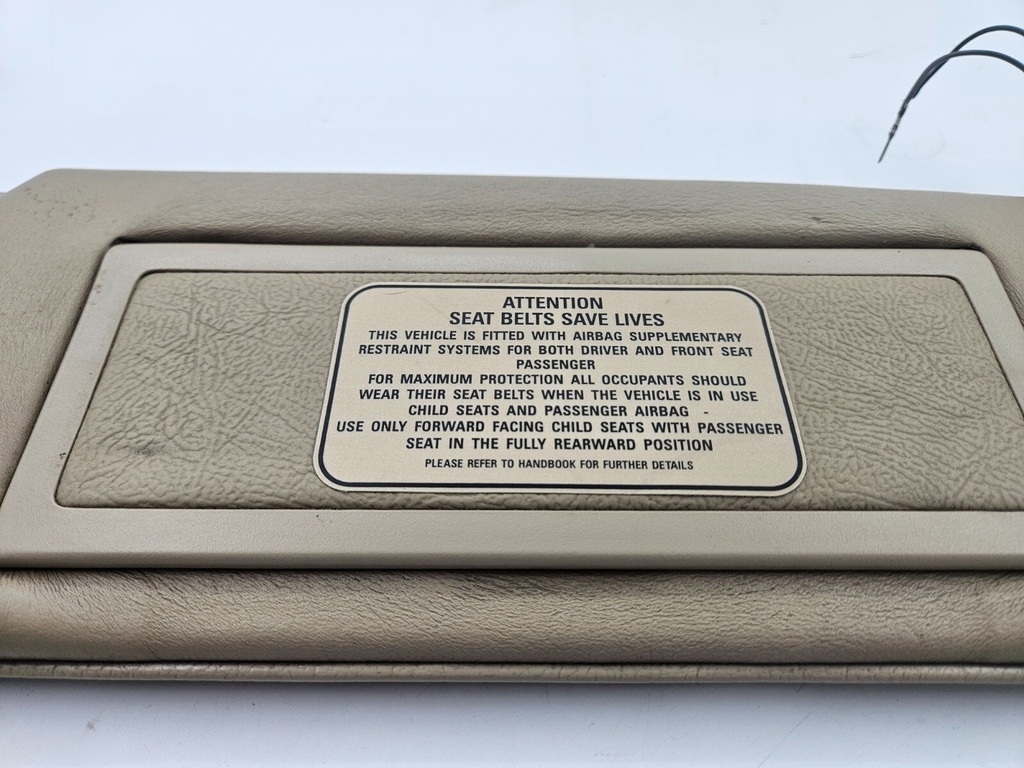 ATTENTION
SEAT BELTS SAVE LIVES
THIS VEHICLE IS FITTED WITH AIRBAG SUPPLEMENTARY
RESTRAINT SYSTEMS FOR BOTH DRIVER AND FRONT SEAT
PASSENGER
FOR MAXIMUM PROTECTION ALL OCCUPANTS SHOULD
WEAR THEIR SEAT BELTS WHEN THE VEHICLE IS IN USE
CHILD SEATS AND PASSENGER AIRBAG -
USE ONLY FORWARD FACING CHILD SEATS WITH PASSENGER
SEAT IN THE FULLY REARWARD POSITION
PLEASE REFER TO HANDBOOK FOR FURTHER DETAILS